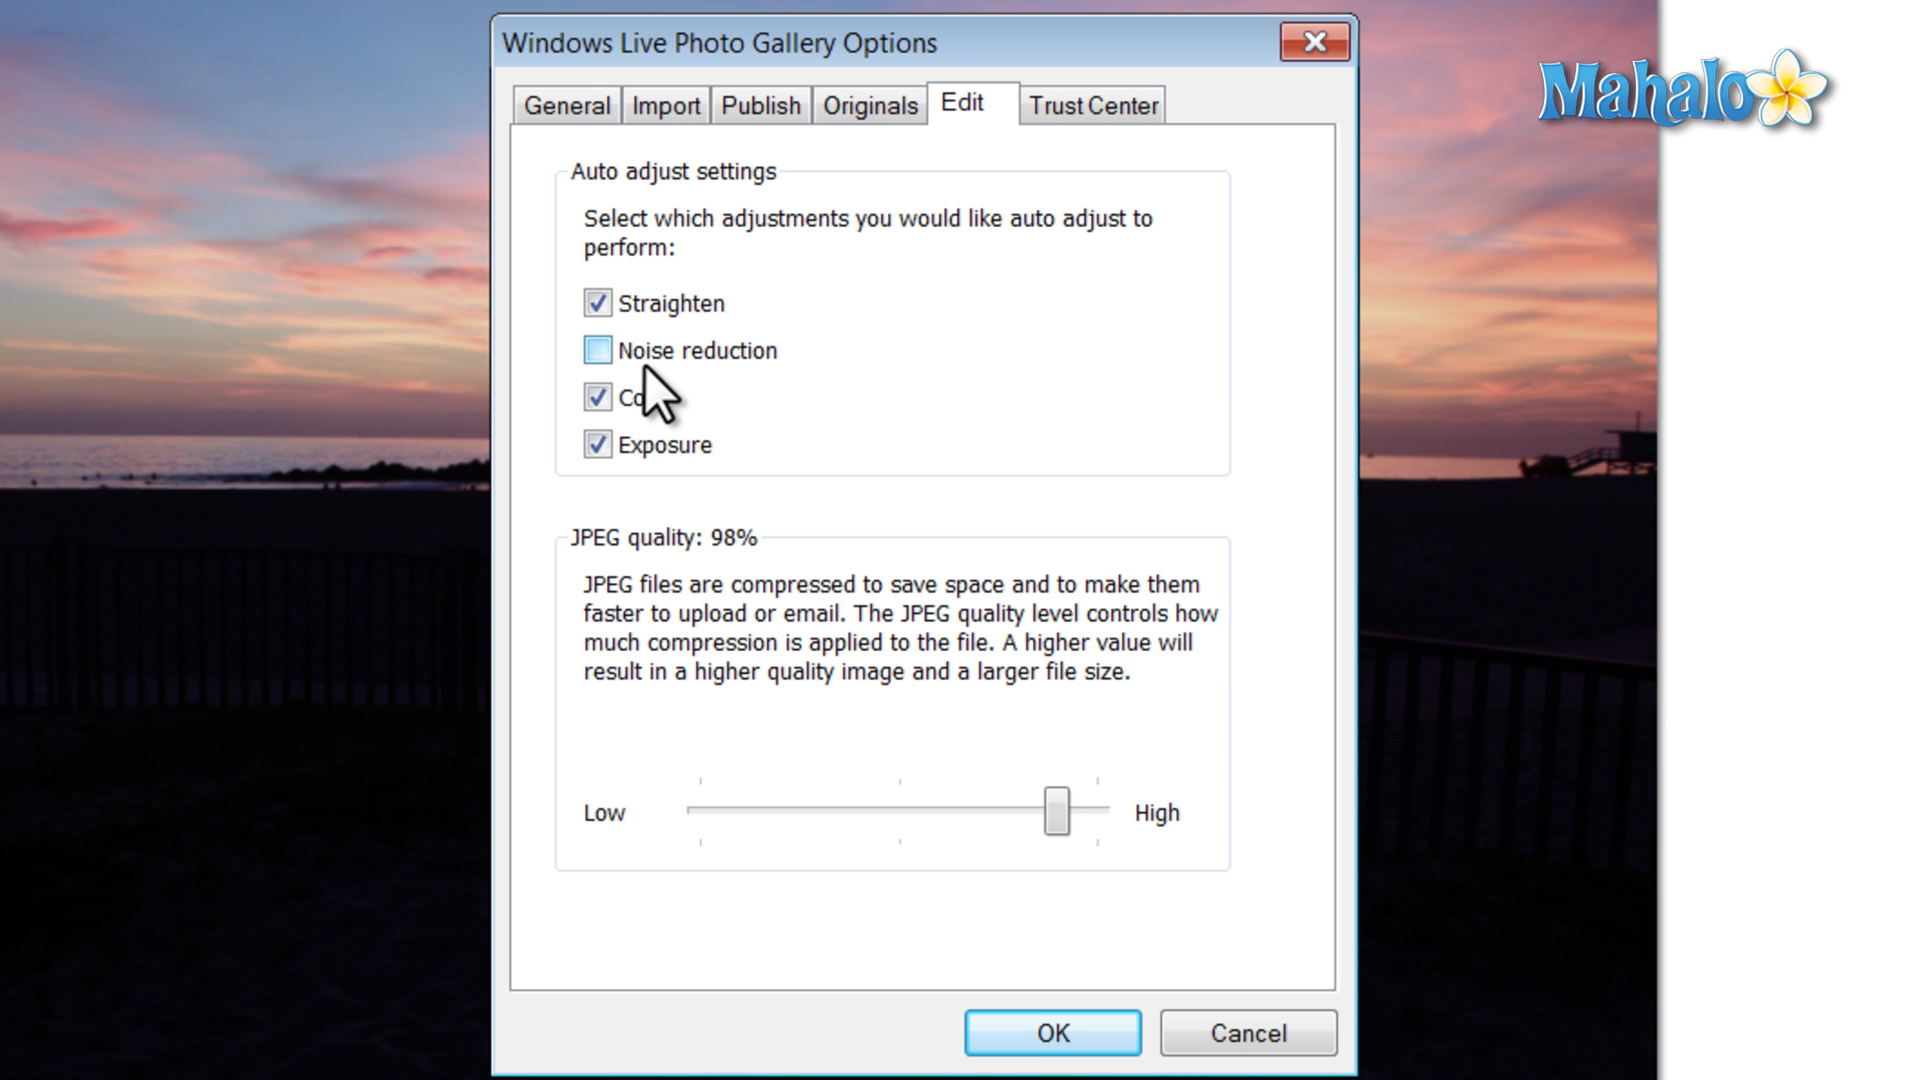 Windows Live Photo Gallery Options
Mahalo
General Import Publish Originals Edit Trust Center
Auto adjust settings
Select which adjustments you would like auto adjust to
perform:
Straighten
Noise reduction
Exposure
JPEG quality: 98%
JPEG files are compressed to save space and to make them
faster to upload or email. The JPEG quality level controls how
much compression is applied to the file. A higher value will
result in a higher quality image and a larger file size.
Low High
OK Cancel